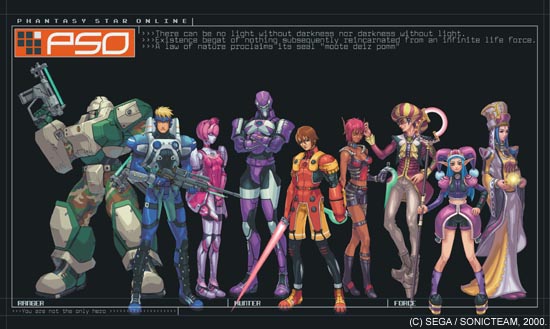 PHANTASY STAR ONLINE
PSO
>>>There can be no light without darkness nor darkness without light.
>>>Existence begat of nothing subsequently reincarnated from an infinite life force.
>>>A law of nature proclaims its seal "moote delz pomm"
RANGER
HUNTER
FORCE
>>>You are not the only hero
(C) SEGA / SONICTEAM, 2000